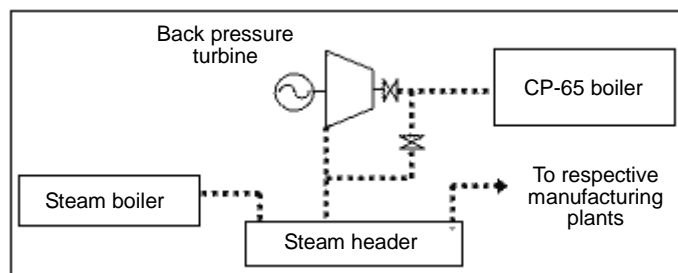 Back pressure
turbine
CP-65 boiler
Steam boiler
To respective
manufacturing
plants
Steam header